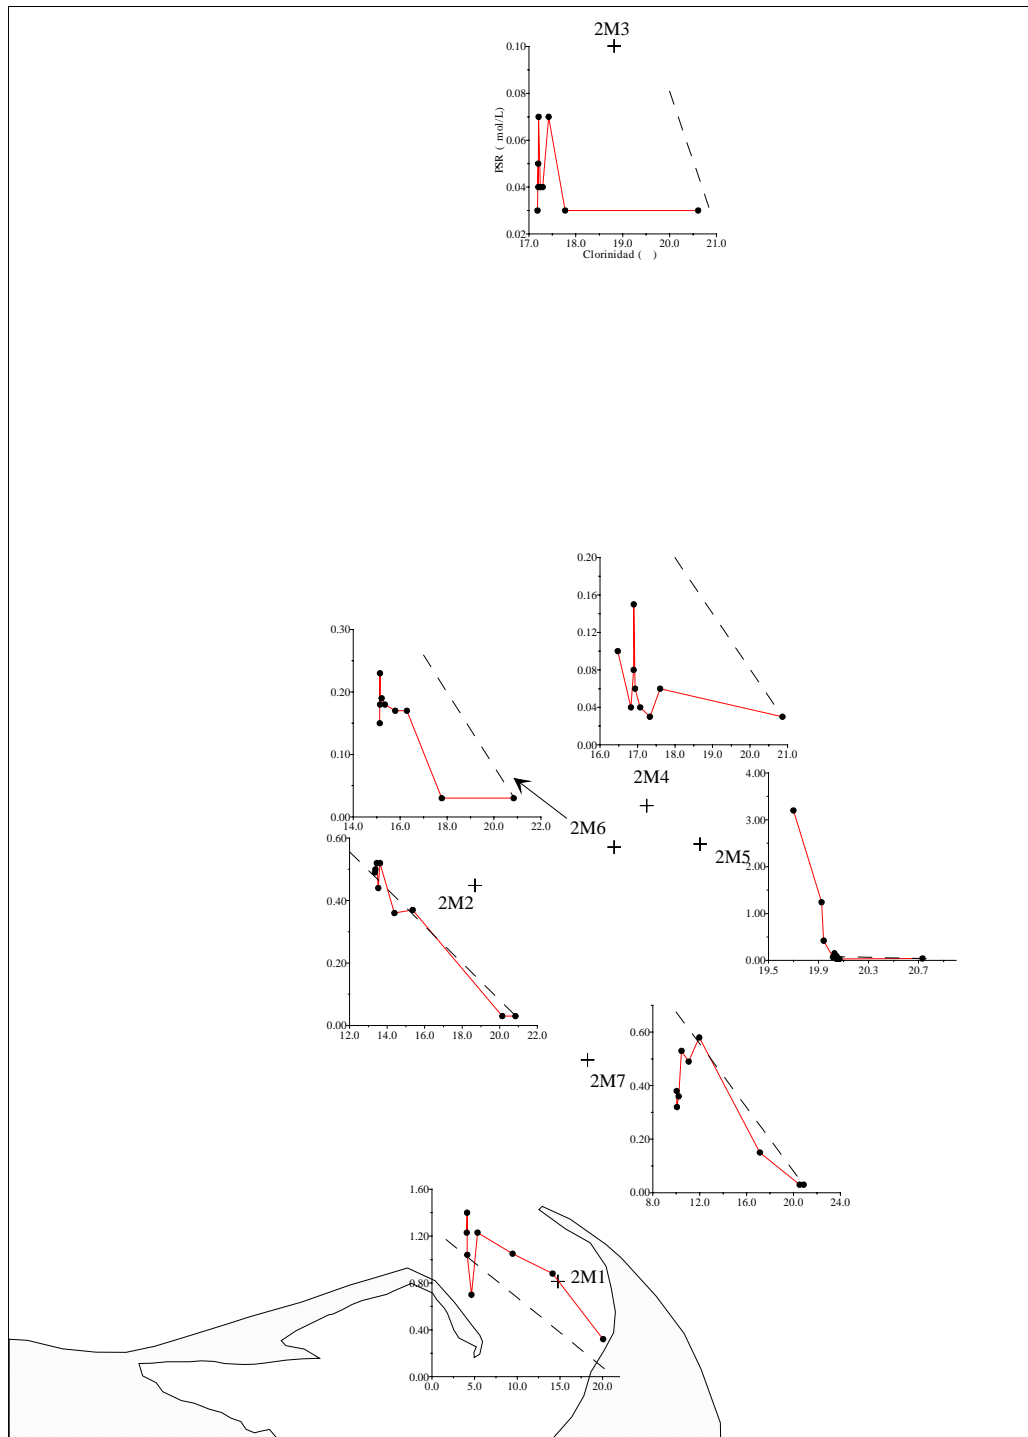 2M3
0.10
0.08
0.06
0.04
0.02
PSR ( mol/L)
17.0 18.0 19.0 20.0 21.0
Clorinidad ( )
0.20
0.16
0.12
0.08
0.04
0.00
16.0 17.0 18.0 19.0 20.0 21.0
2M4
0.30
0.20
0.10
0.00
14.0 16.0 18.0 20.0 22.0
2M6
4.00
3.00
2.00
1.00
0.00
19.5 19.9 20.3 20.7
2M5
0.60
0.40
0.20
0.00
12.0 14.0 16.0 18.0 20.0 22.0
2M2
2M7
0.60
0.40
0.20
0.00
8.0 12.0 16.0 20.0 24.0
1.60
1.20
0.80
0.40
0.00
0.0 5.0 10.0 15.0 20.0
2M1